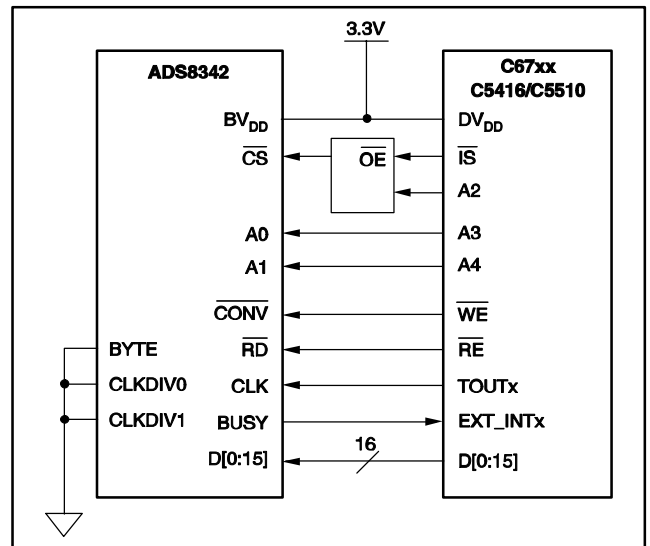 3.3V
ADS8342
C67xx
C5416/C5510
BVDD
DVDD
CS
OE
IS
A2
A0
A3
A1
A4
CONV
WE
BYTE
RD
RE
CLKDIV0
CLK
TOUTx
CLKDIV1
BUSY
EXT_INTx
16
D[0:15]
D[0:15]